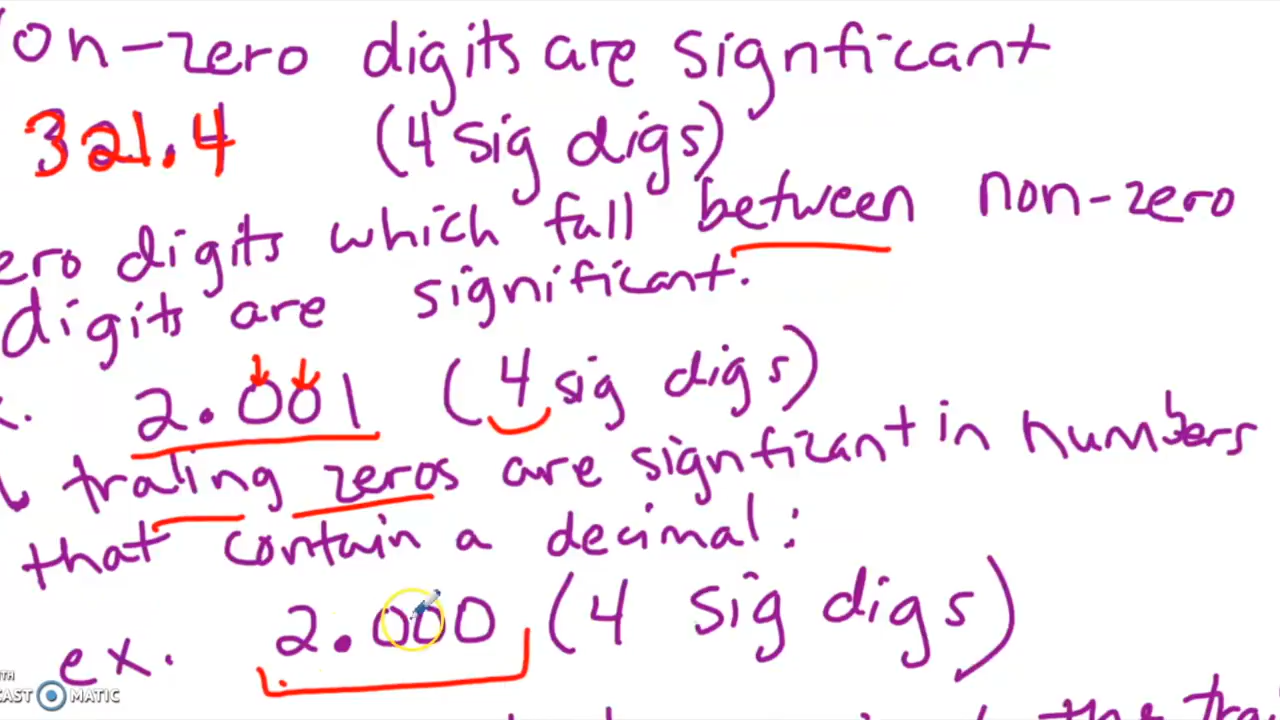 on-zero digits are signficant
321.4 (4 sig digs)
ero digits which fall between non-zero
digits are significant.
2.001 (4 sig digs)
traling zeros are signficant in numbers
that contain a decimal:
ex. 2.000 (4 sig digs)
CAST MATIC